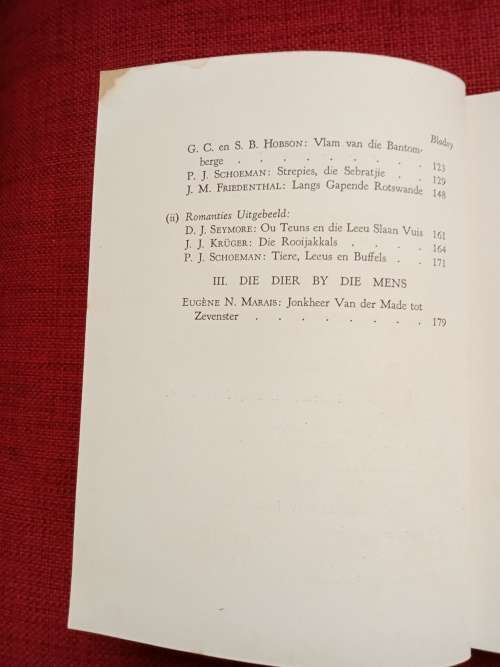 Bladsy
G. C. en S. B. Hobson: Vlam van die Bantom-
berge . . . . . . . . 123
P. J. Schoeman: Strepies, die Sebratjie . . 129
J. M. Friedenthal: Langs Gapende Rotswande 148
(ii) Romanties Uitgebeeld:
D. J. Seymore: Ou Teuns en die Leeu Slaan Vuis 161
J. J. Krüger: Die Rooijakkals . . . . 164
P. J. Schoeman: Tiere, Leeus en Buffels . . 171
III. DIE DIER BY DIE MENS
Eugène N. Marais: Jonkheer Van der Made tot
Zevenster . . . . . . . . 179